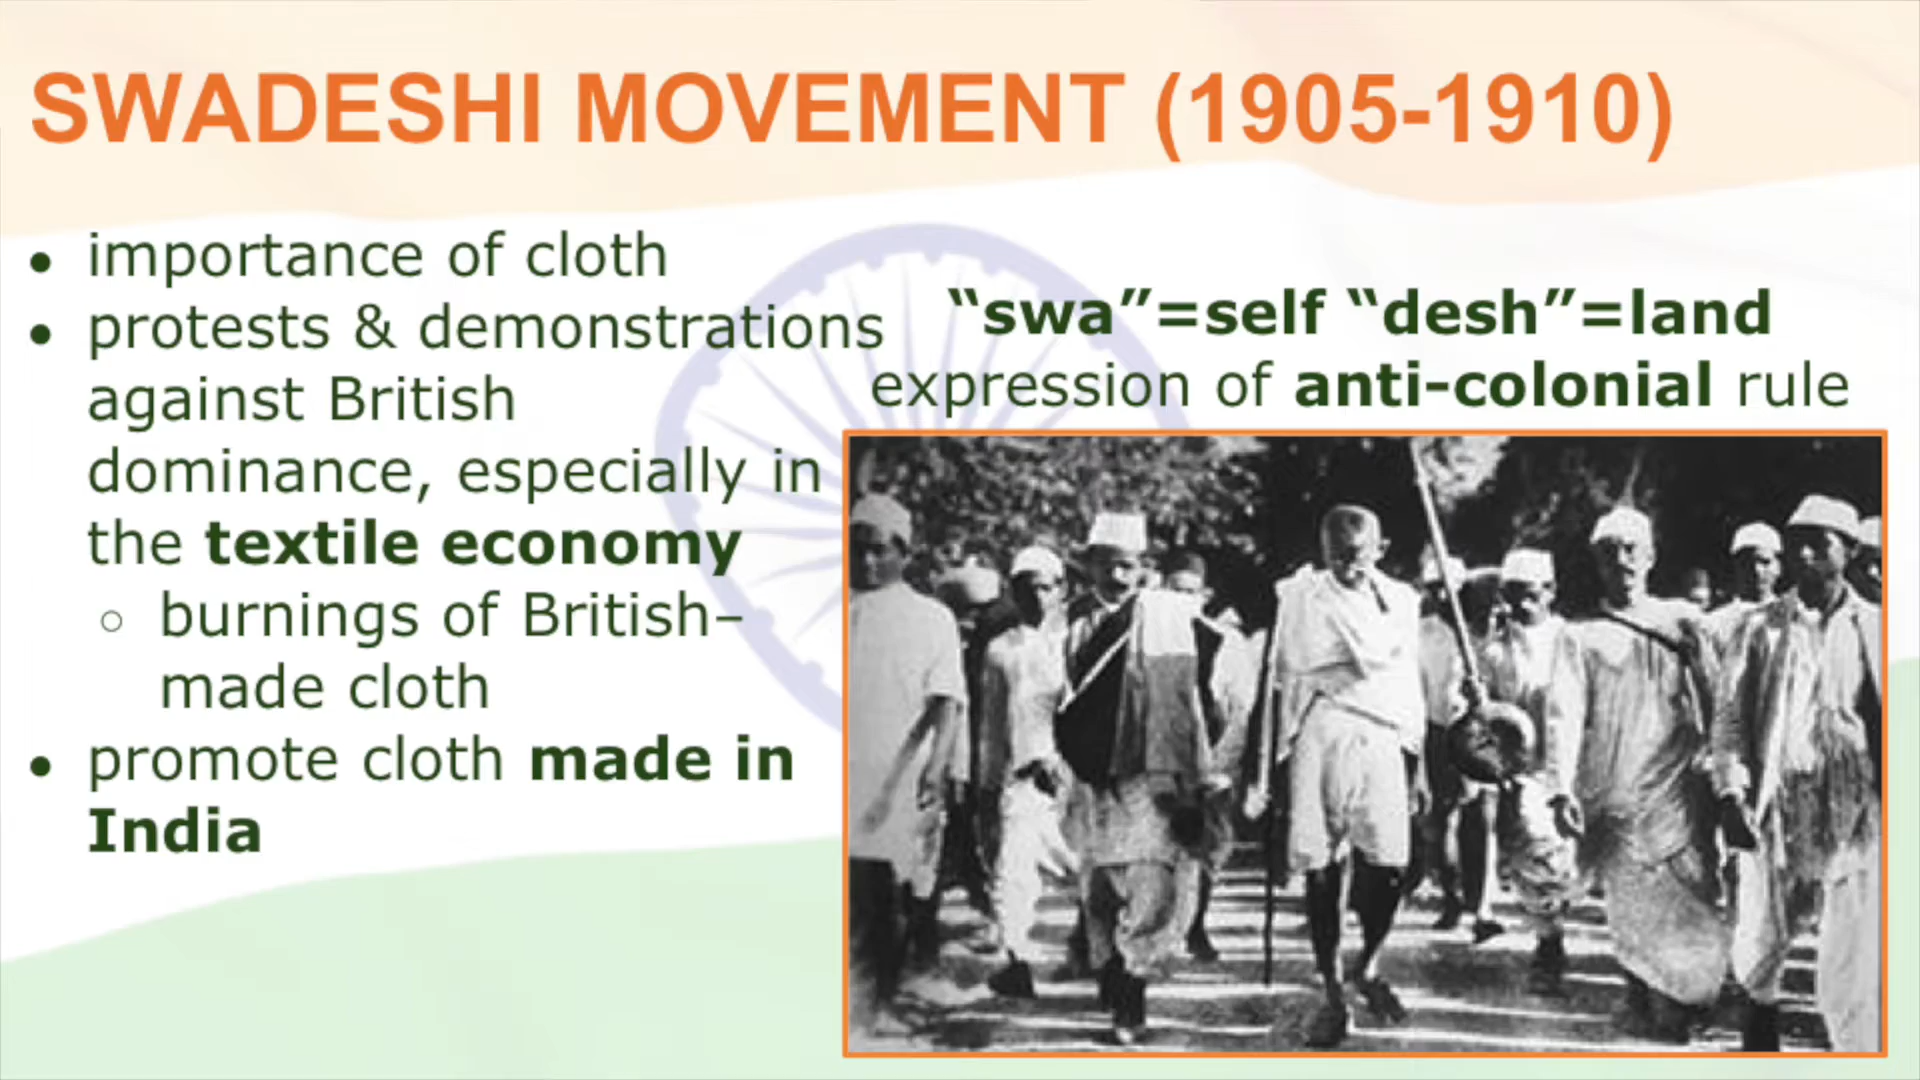 SWADESHI MOVEMENT (1905-1910)
• importance of cloth
• protests & demonstrations
against British
dominance, especially in
the textile economy
○ burnings of British–
made cloth
• promote cloth made in
India
“swa”=self “desh”=land
expression of anti-colonial rule